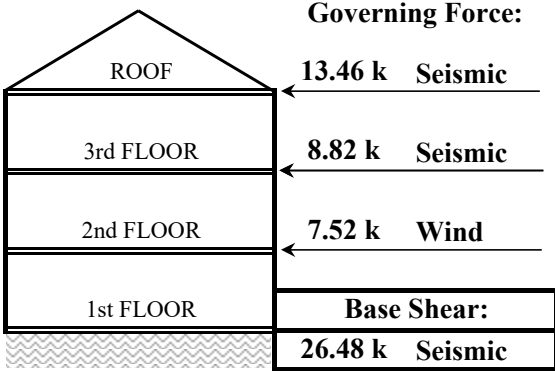 Governing Force:
ROOF 13.46 k Seismic
3rd FLOOR 8.82 k Seismic
2nd FLOOR 7.52 k Wind
1st FLOOR Base Shear:
26.48 k Seismic